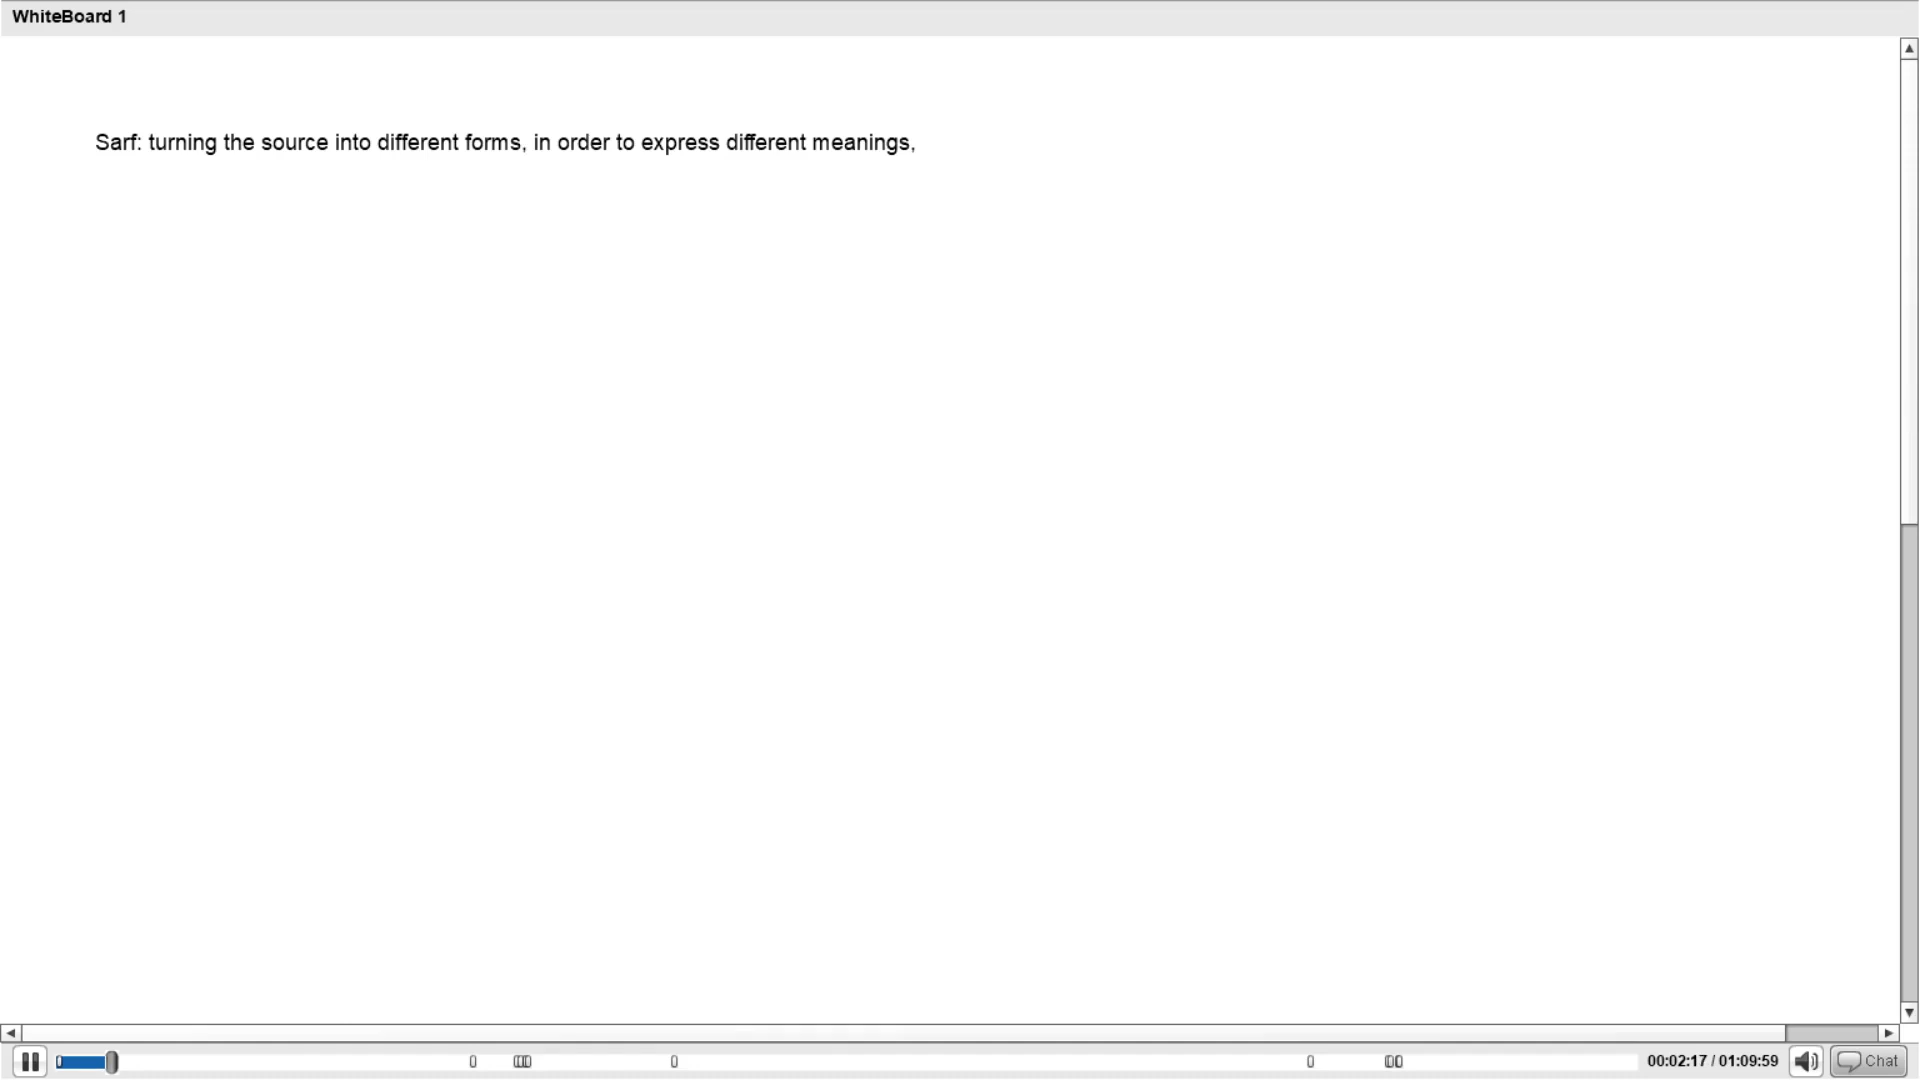 WhiteBoard 1
Sarf: turning the source into different forms, in order to express different meanings,
00:02:17 / 01:09:59
Chat